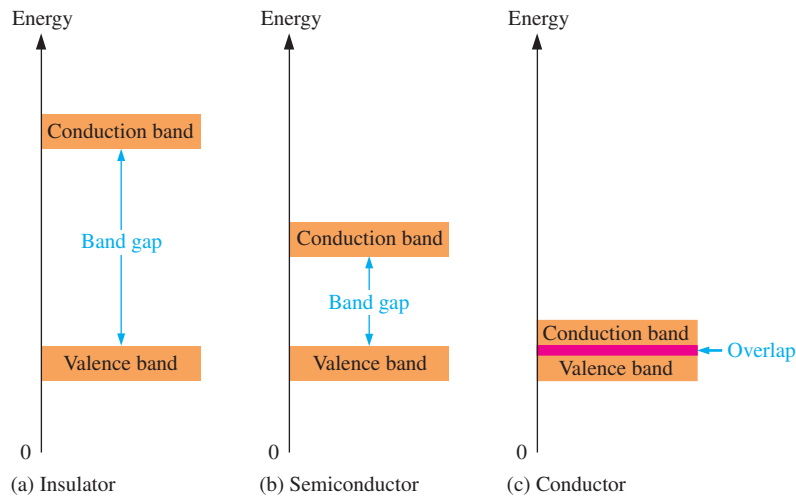 Energy
Conduction band
Band gap
Valence band
0
(a) Insulator
Energy
Conduction band
Band gap
Valence band
0
(b) Semiconductor
Energy
Conduction band
Overlap
Valence band
0
(c) Conductor